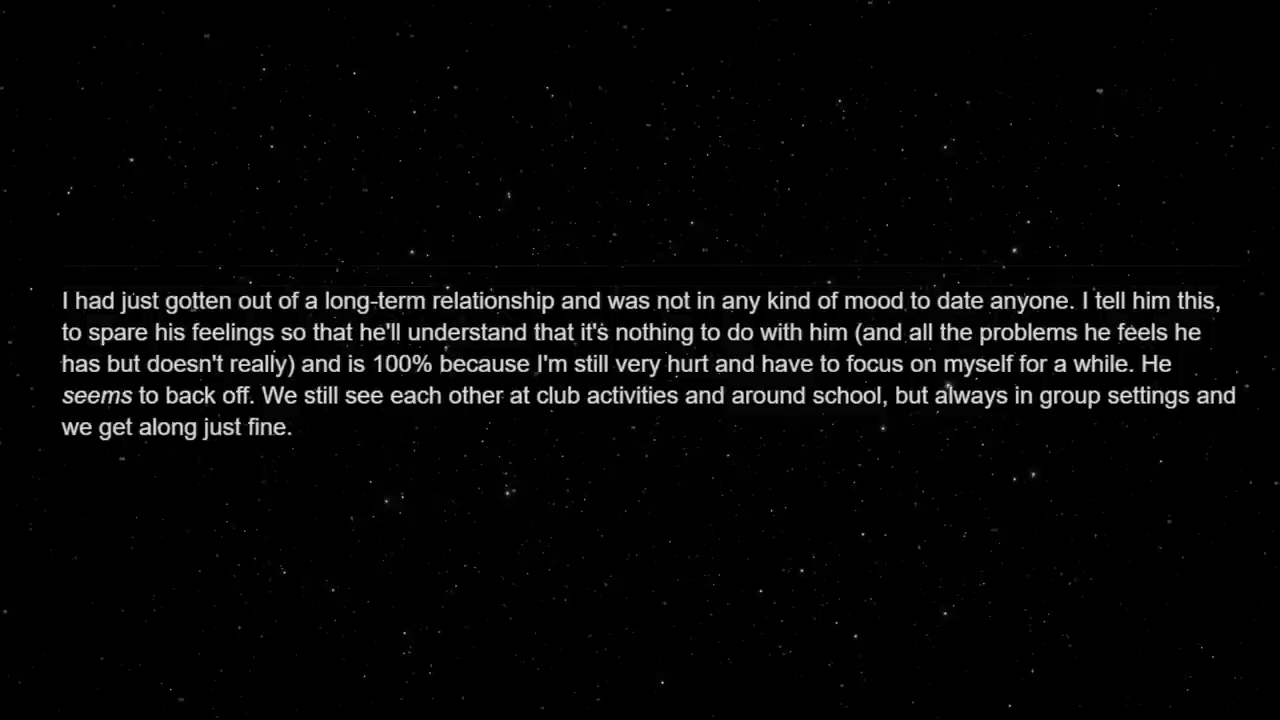 I had just gotten out of a long-term relationship and was not in any kind of mood to date anyone. I tell him this,
to spare his feelings so that he'll understand that it's nothing to do with him (and all the problems he feels he
has but doesn't really) and is 100% because I'm still very hurt and have to focus on myself for a while. He
seems to back off. We still see each other at club activities and around school, but always in group settings and
we get along just fine.